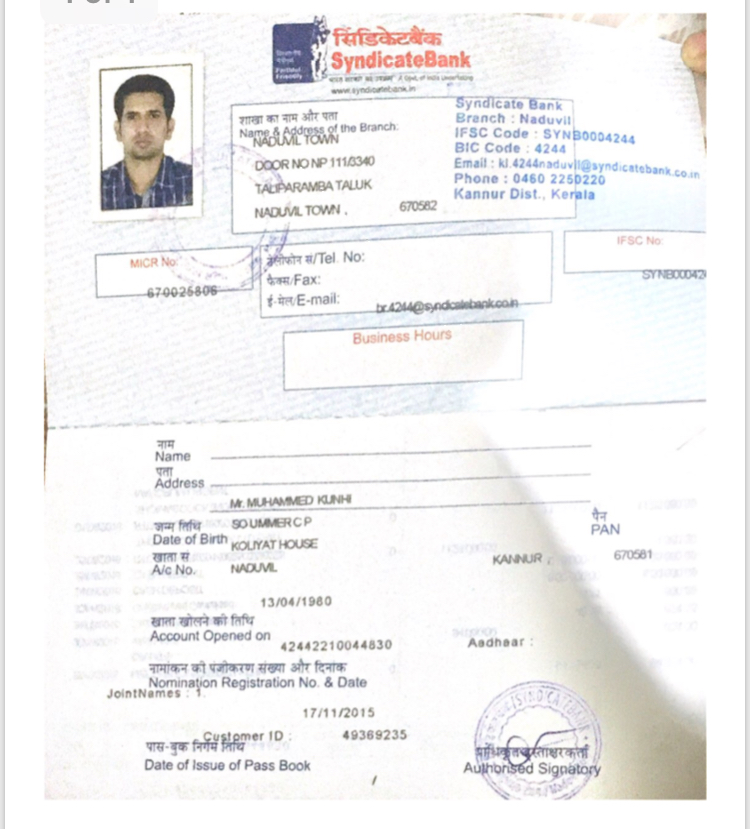 सिंडिकेटबैंक
SyndicateBank
www.syndicatebank.in
Faithful Friendly
शाखा का नाम और पता
Name & Address of the Branch:
NADUVIL TOWN
DOOR NO NP 111/3340
TALIPARAMBA TALUK
NADUVIL TOWN , 670582
Syndicate Bank
Branch : Naduvil
IFSC Code : SYNB0004244
BIC Code : 4244
Email : kl.4244naduvil@syndicatebank.co.in
Phone : 0460 2250220
Kannur Dist., Kerala
MICR No:
670025806
टेलीफोन सं/Tel. No:
फैक्स/Fax:
ई-मेल/E-mail:
br.4244@syndicatebank.co.in
IFSC No:
SYNB00042
Business Hours
नाम
Name
पता
Address
Mr. MUHAMMED KUNHI
जन्म तिथि SO UMMER C P
पैन
PAN
Date of Birth KOLIYAT HOUSE
खाता सं
A/c No. NADUVIL KANNUR , 670581
13/04/1980
खाता खोलने की तिथि
Account Opened on 42442210044830 Aadhaar :
नामांकन की पंजीकरण संख्या और दिनांक
Nomination Registration No. & Date
JointNames : 1.
17/11/2015
Customer ID : 49369235
पास-बुक निर्गम तिथि
Date of Issue of Pass Book
प्राधिकृत हस्ताक्षरकर्ता
Authorised Signatory